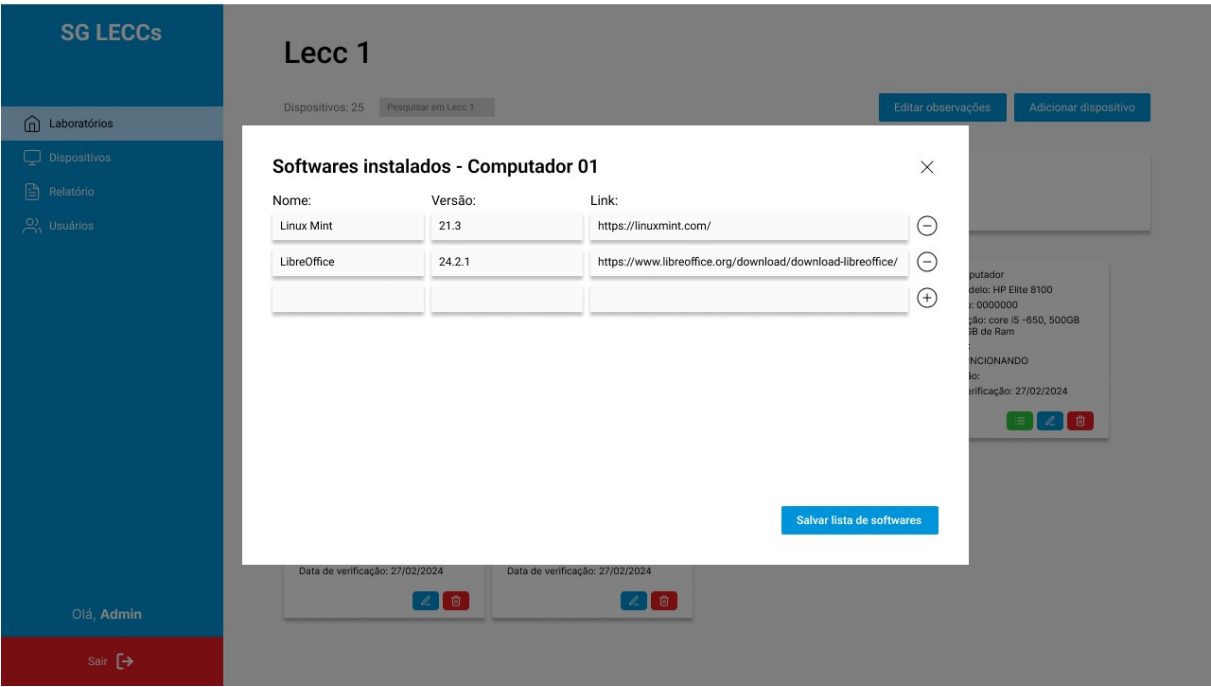 SG LECCs
Laboratórios
Dispositivos
Relatório
Usuários
Olá, Admin
Sair
Lecc 1
Dispositivos: 25 Pesquisar em Lecc 1 Editar observações Adicionar dispositivo
Softwares instalados - Computador 01
Nome: Versão: Link:
Linux Mint 21.3 https://linuxmint.com/
LibreOffice 24.2.1 https://www.libreoffice.org/download/download-libreoffice/
Salvar lista de softwares
putador
delo: HP Elite 8100
: 0000000
ção: core i5 -650, 500GB
GB de Ram
:
NCIONANDO
ão:
erificação: 27/02/2024
Data de verificação: 27/02/2024 Data de verificação: 27/02/2024